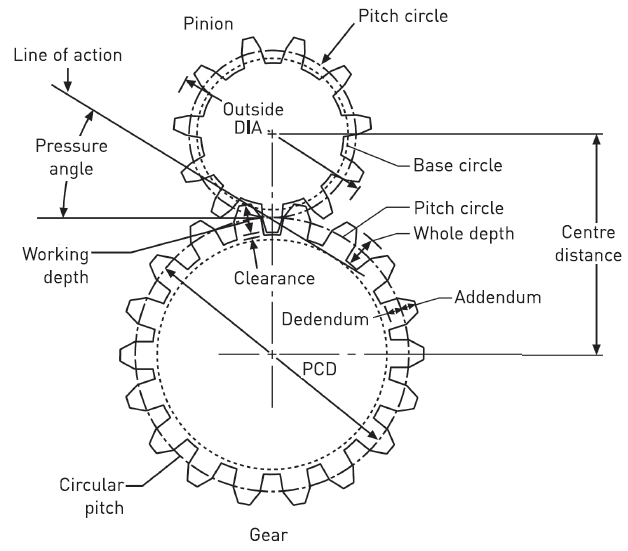 Pinion
Pitch circle
Line of action
Outside
DIA
Pressure
angle
Base circle
Pitch circle
Whole depth
Centre
distance
Working
depth
Clearance
Addendum
Dedendum
PCD
Circular
pitch
Gear